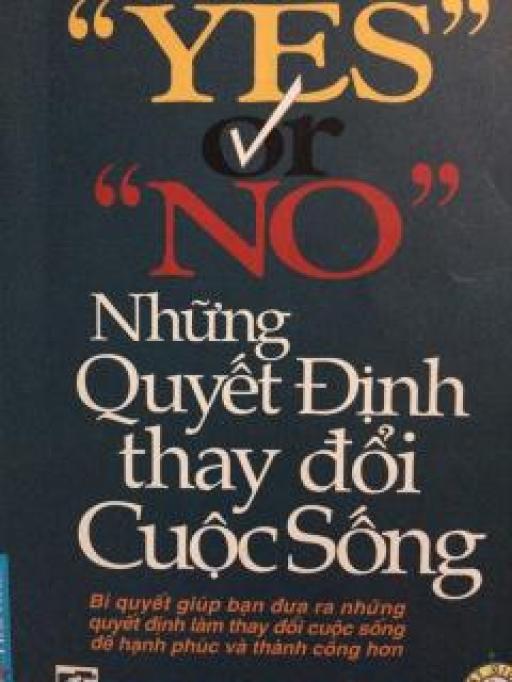 “YES”
or
“NO”
Những
Quyết Định
thay đổi
Cuộc Sống
Bí quyết giúp bạn đưa ra những
quyết định làm thay đổi cuộc sống
để hạnh phúc và thành công hơn